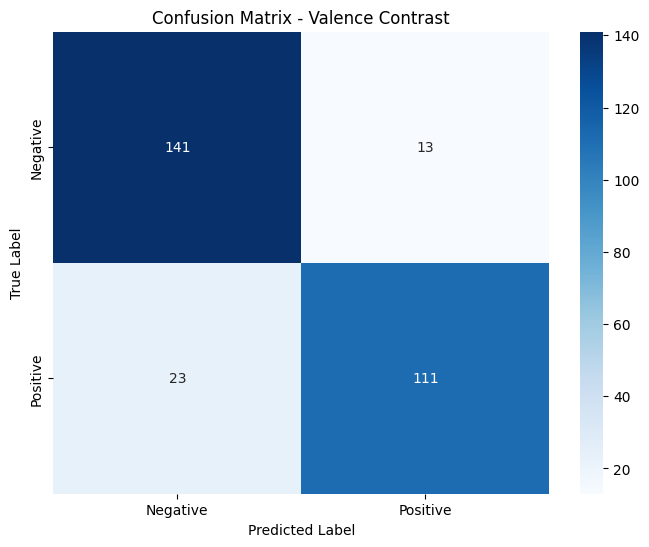 Confusion Matrix - Valence Contrast
Negative
141
13
Positive
23
111
True Label
Negative
Positive
Predicted Label
140
120
100
80
60
40
20